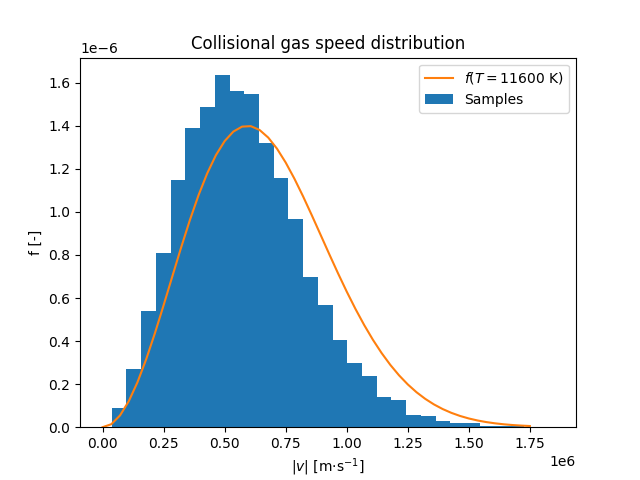 Collisional gas speed distribution
1e−6
f(T = 11600 K)
Samples
1.6
1.4
1.2
1.0
0.8
0.6
0.4
0.2
0.0
f [-]
0.00 0.25 0.50 0.75 1.00 1.25 1.50 1.75
1e6
|v| [m·s⁻¹]